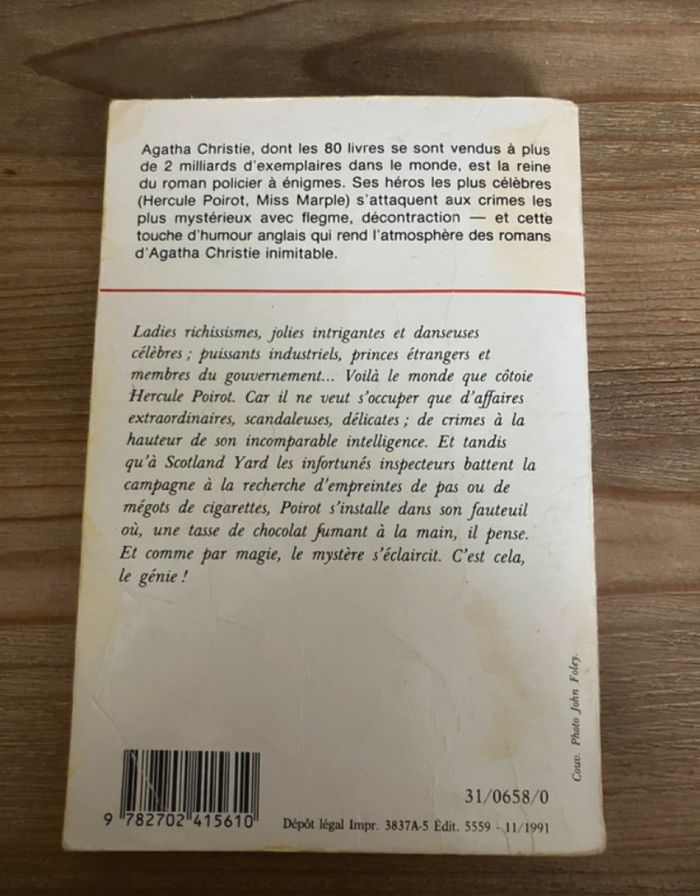 Agatha Christie, dont les 80 livres se sont vendus à plus
de 2 milliards d'exemplaires dans le monde, est la reine
du roman policier à énigmes. Ses héros les plus célèbres
(Hercule Poirot, Miss Marple) s'attaquent aux crimes les
plus mystérieux avec flegme, décontraction — et cette
touche d'humour anglais qui rend l'atmosphère des romans
d'Agatha Christie inimitable.
Ladies richissismes, jolies intrigantes et danseuses
célèbres ; puissants industriels, princes étrangers et
membres du gouvernement... Voilà le monde que côtoie
Hercule Poirot. Car il ne veut s'occuper que d'affaires
extraordinaires, scandaleuses, délicates ; de crimes à la
hauteur de son incomparable intelligence. Et tandis
qu'à Scotland Yard les infortunés inspecteurs battent la
campagne à la recherche d'empreintes de pas ou de
mégots de cigarettes, Poirot s'installe dans son fauteuil
où, une tasse de chocolat fumant à la main, il pense.
Et comme par magie, le mystère s'éclaircit. C'est cela,
le génie !
Couv. Photo John Foley.
31/0658/0
9 782702 415610
Dépôt légal Impr. 3837A-5 Édit. 5559 - 11/1991